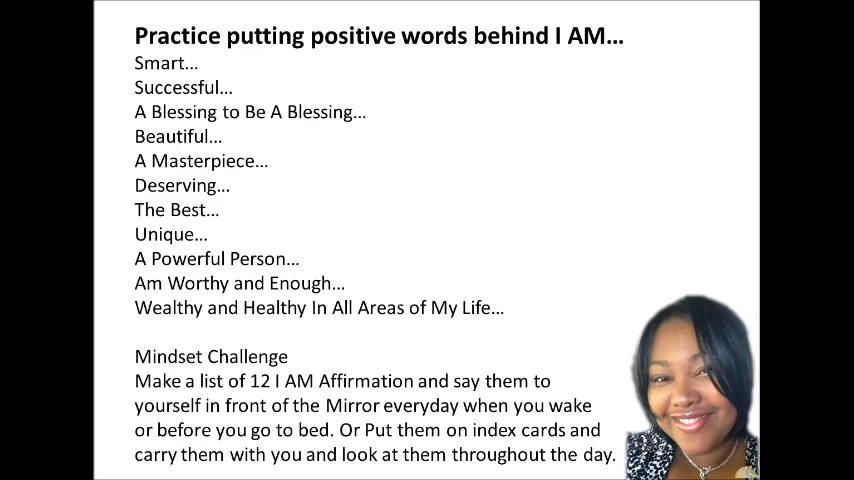 Practice putting positive words behind I AM...
Smart...
Successful...
A Blessing to Be A Blessing...
Beautiful...
A Masterpiece...
Deserving...
The Best...
Unique...
A Powerful Person...
Am Worthy and Enough...
Wealthy and Healthy In All Areas of My Life...
Mindset Challenge
Make a list of 12 I AM Affirmation and say them to
yourself in front of the Mirror everyday when you wake
or before you go to bed. Or Put them on index cards and
carry them with you and look at them throughout the day.